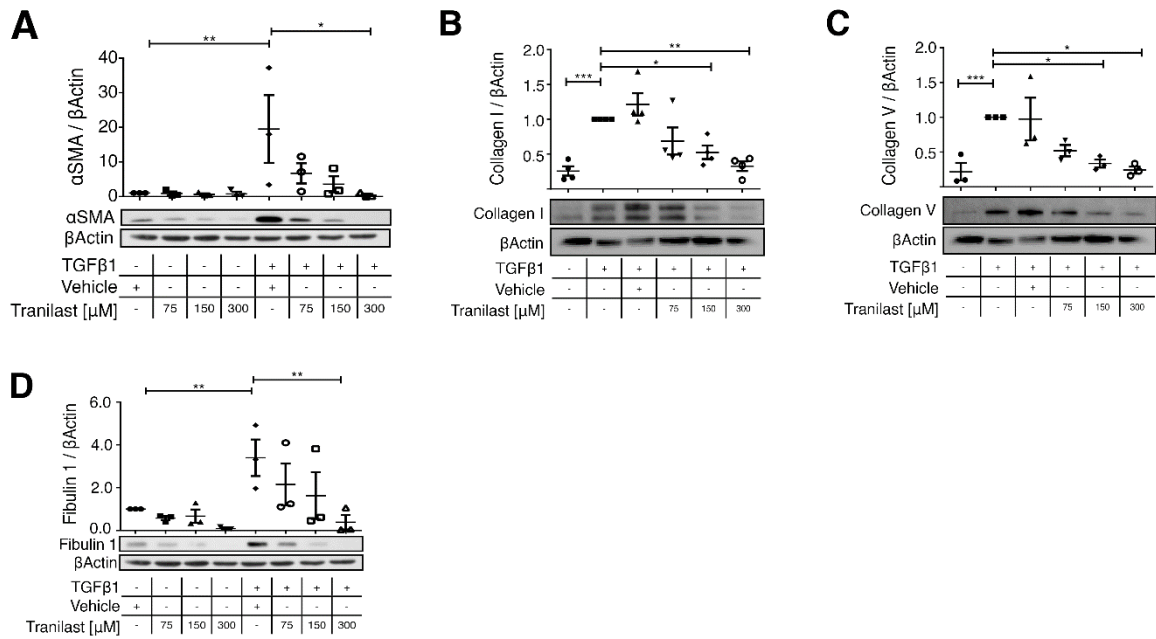 A
**
*
αSMA / βActin
40
30
20
10
0
αSMA
βActin
TGFβ1 - - - - + + + +
Vehicle + - - - + - - -
Tranilast [μM] - 75 150 300 - 75 150 300
B
**
*
***
Collagen I / βActin
2.0
1.5
1.0
0.5
Collagen I
βActin
TGFβ1 - + + + + +
Vehicle - - + - - -
Tranilast [μM] - - - 75 150 300
C
*
*
***
Collagen V / βActin
2.0
1.5
1.0
0.5
Collagen V
βActin
TGFβ1 - + + + + +
Vehicle - - + - - -
Tranilast [μM] - - - 75 150 300
D
**
**
Fibulin 1 / βActin
6.0
4.0
2.0
0.0
Fibulin 1
βActin
TGFβ1 - - - - + + + +
Vehicle + - - - + - - -
Tranilast [μM] - 75 150 300 - 75 150 300